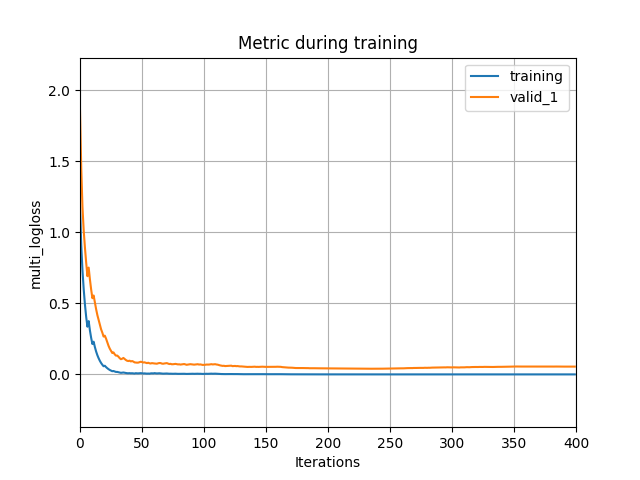 Metric during training
training
valid_1
multi_logloss
2.0
1.5
1.0
0.5
0.0
0 50 100 150 200 250 300 350 400
Iterations